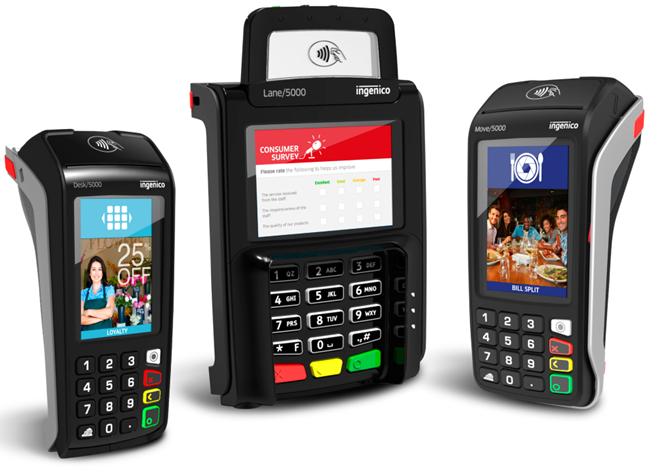 Desk/5000 ingenico
25%
OFF
LOYALTY
1 2 3
4 5 6
7 8 9
0 .
Lane/5000 ingenico
CONSUMER
SURVEY
Please rate the following to helps us improve
Excellent Good Average Poor
The service received
from the staff
The responsiveness of the
staff
The quality of our products
1 QZ 2 ABC 3 DEF
4 GHI 5 JKL 6 MNO
7 PRS 8 TUV 9 WXY
* F 0 .,#
Move/5000 ingenico
BILL SPLIT
1 2 3
4 5 6
7 8 9
0 .